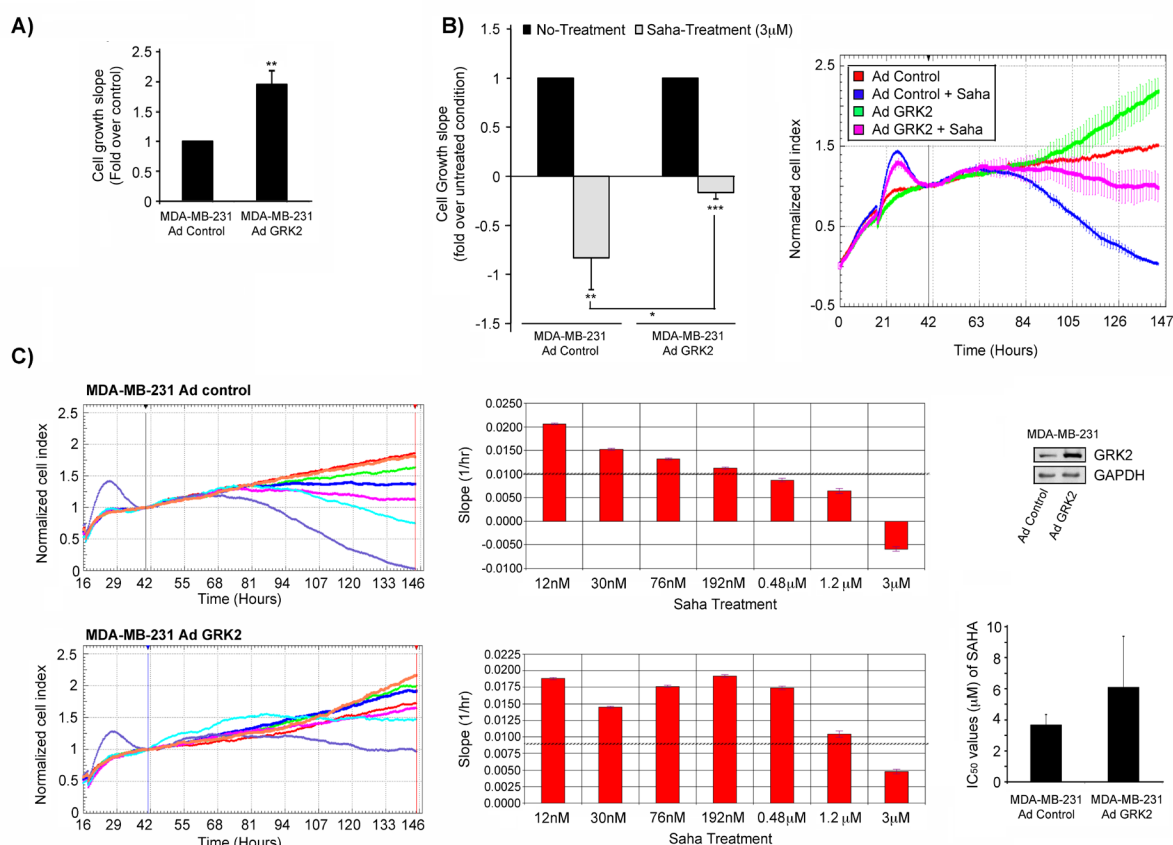 A)
Cell growth slope
(Fold over control)
2.5
2
1.5
1
0.5
0
**
MDA-MB-231
Ad Control
MDA-MB-231
Ad GRK2
B)
No-Treatment
Saha-Treatment (3μM)
Cell Growth slope
(fold over untreated condition)
1.5
1
0.5
0
-0.5
-1
-1.5
**
***
*
MDA-MB-231
Ad Control
MDA-MB-231
Ad GRK2
Normalized cell index
2.5
1.5
0.5
-0.5
Ad Control
Ad Control + Saha
Ad GRK2
Ad GRK2 + Saha
0 21 42 63 84 105 126 147
Time (Hours)
C)
MDA-MB-231 Ad control
Normalized cell index
2.5
2
1.5
1
0.5
0
16 29 42 55 68 81 94 107 120 133 146
Time (Hours)
Slope (1/hr)
0.0250
0.0200
0.0150
0.0100
0.0050
0.0000
-0.0050
-0.0100
12nM 30nM 76nM 192nM 0.48μM 1.2 μM 3μM
Saha Treatment
MDA-MB-231
GRK2
GAPDH
Ad Control
Ad GRK2
MDA-MB-231 Ad GRK2
Normalized cell index
2.5
2
1.5
1
0.5
0
16 29 42 55 68 81 94 107 120 133 146
Time (Hours)
Slope (1/hr)
0.0225
0.0200
0.0175
0.0150
0.0125
0.0100
0.0075
0.0050
0.0025
0.0000
12nM 30nM 76nM 192nM 0.48μM 1.2 μM 3μM
Saha Treatment
IC50 values (μM) of SAHA
10
8
6
4
2
0
MDA-MB-231
Ad Control
MDA-MB-231
Ad GRK2